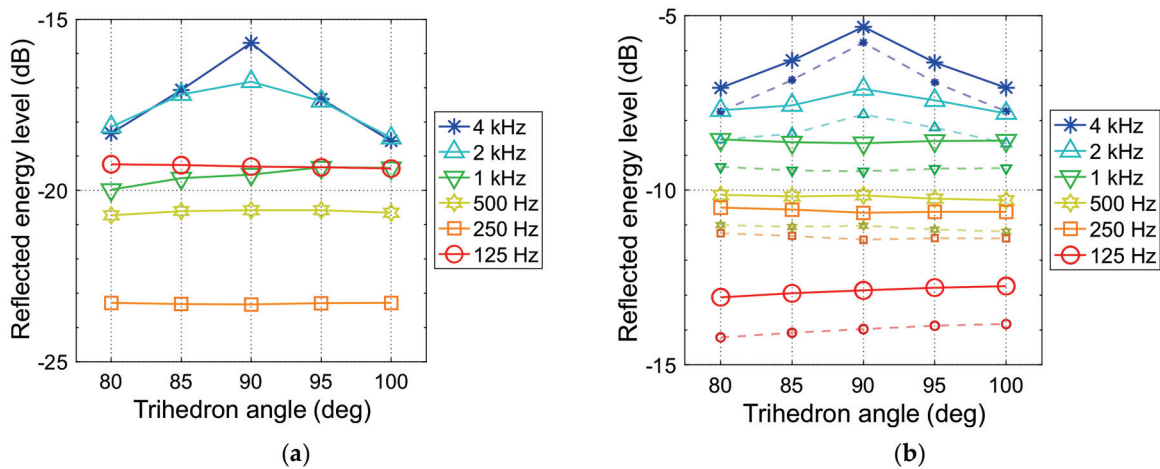 -15
-20
-25
Reflected energy level (dB)
80 85 90 95 100
Trihedron angle (deg)
4 kHz
2 kHz
1 kHz
500 Hz
250 Hz
125 Hz
(a)
-5
-10
-15
Reflected energy level (dB)
80 85 90 95 100
Trihedron angle (deg)
4 kHz
2 kHz
1 kHz
500 Hz
250 Hz
125 Hz
(b)